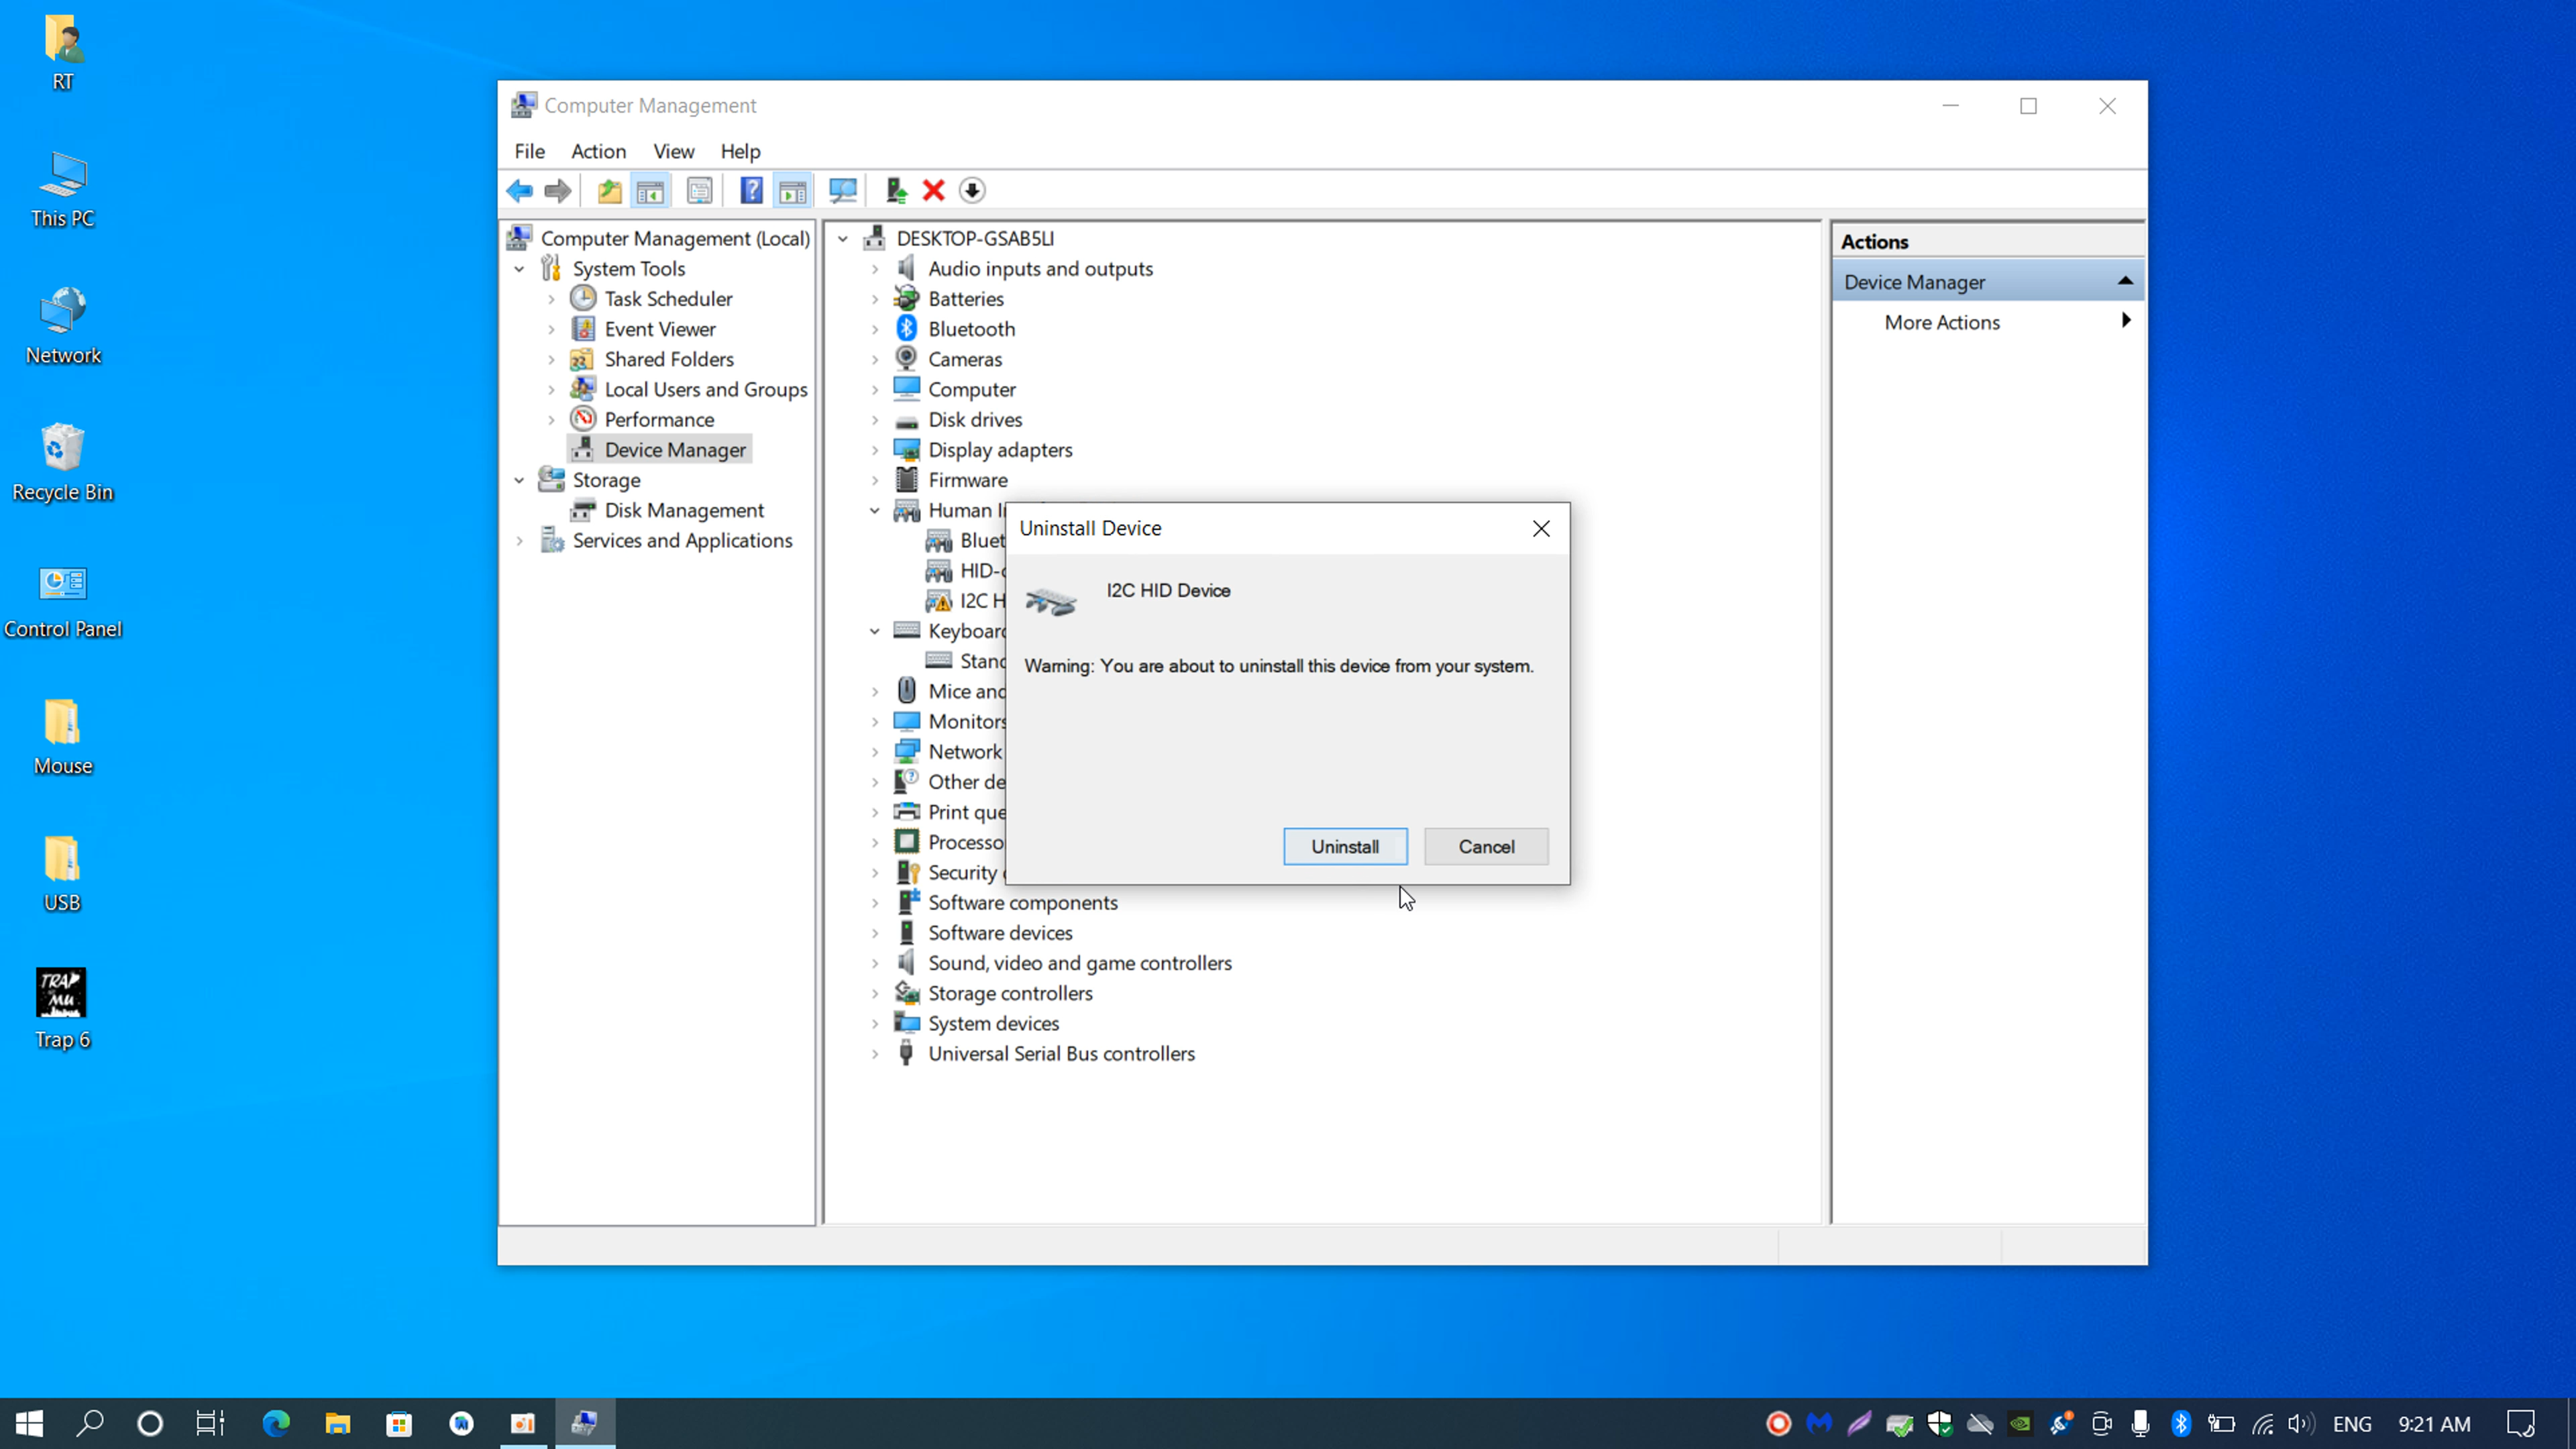 RT
This PC
Network
Recycle Bin
Control Panel
Mouse
USB
TRAP
MU
Trap 6
Computer Management
File Action View Help
Computer Management (Local)
System Tools
Task Scheduler
Event Viewer
Shared Folders
Local Users and Groups
Performance
Device Manager
Storage
Disk Management
Services and Applications
DESKTOP-GSAB5LI
Audio inputs and outputs
Batteries
Bluetooth
Cameras
Computer
Disk drives
Display adapters
Firmware
Human I
Bluet
HID-c
I2C H
Keyboard
Stand
Mice and
Monitors
Network
Other de
Print que
Processo
Security
Software components
Software devices
Sound, video and game controllers
Storage controllers
System devices
Universal Serial Bus controllers
Uninstall Device
I2C HID Device
Warning: You are about to uninstall this device from your system.
Uninstall Cancel
Actions
Device Manager
More Actions
ENG 9:21 AM